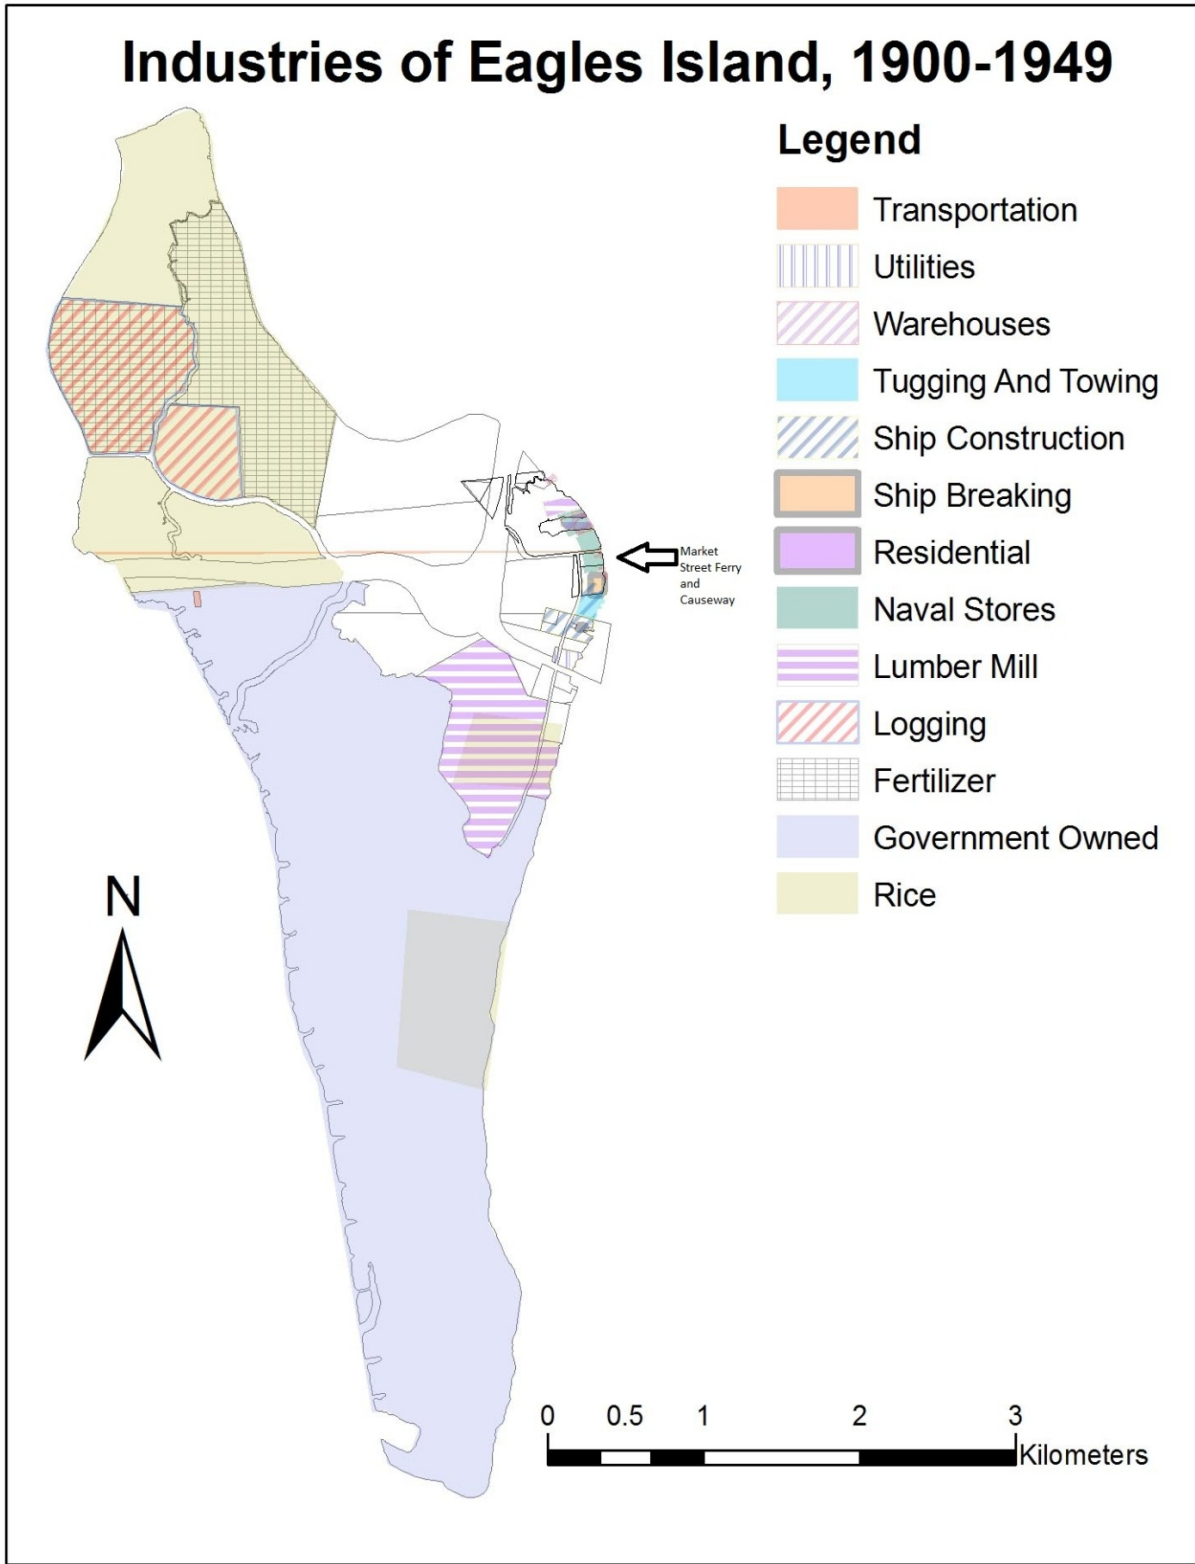 Industries of Eagles Island, 1900-1949
Legend
Transportation
Utilities
Warehouses
Tugging And Towing
Ship Construction
Ship Breaking
Residential
Naval Stores
Lumber Mill
Logging
Fertilizer
Government Owned
Rice
Market
Street Ferry
and
Causeway
N
0 0.5 1 2 3
Kilometers